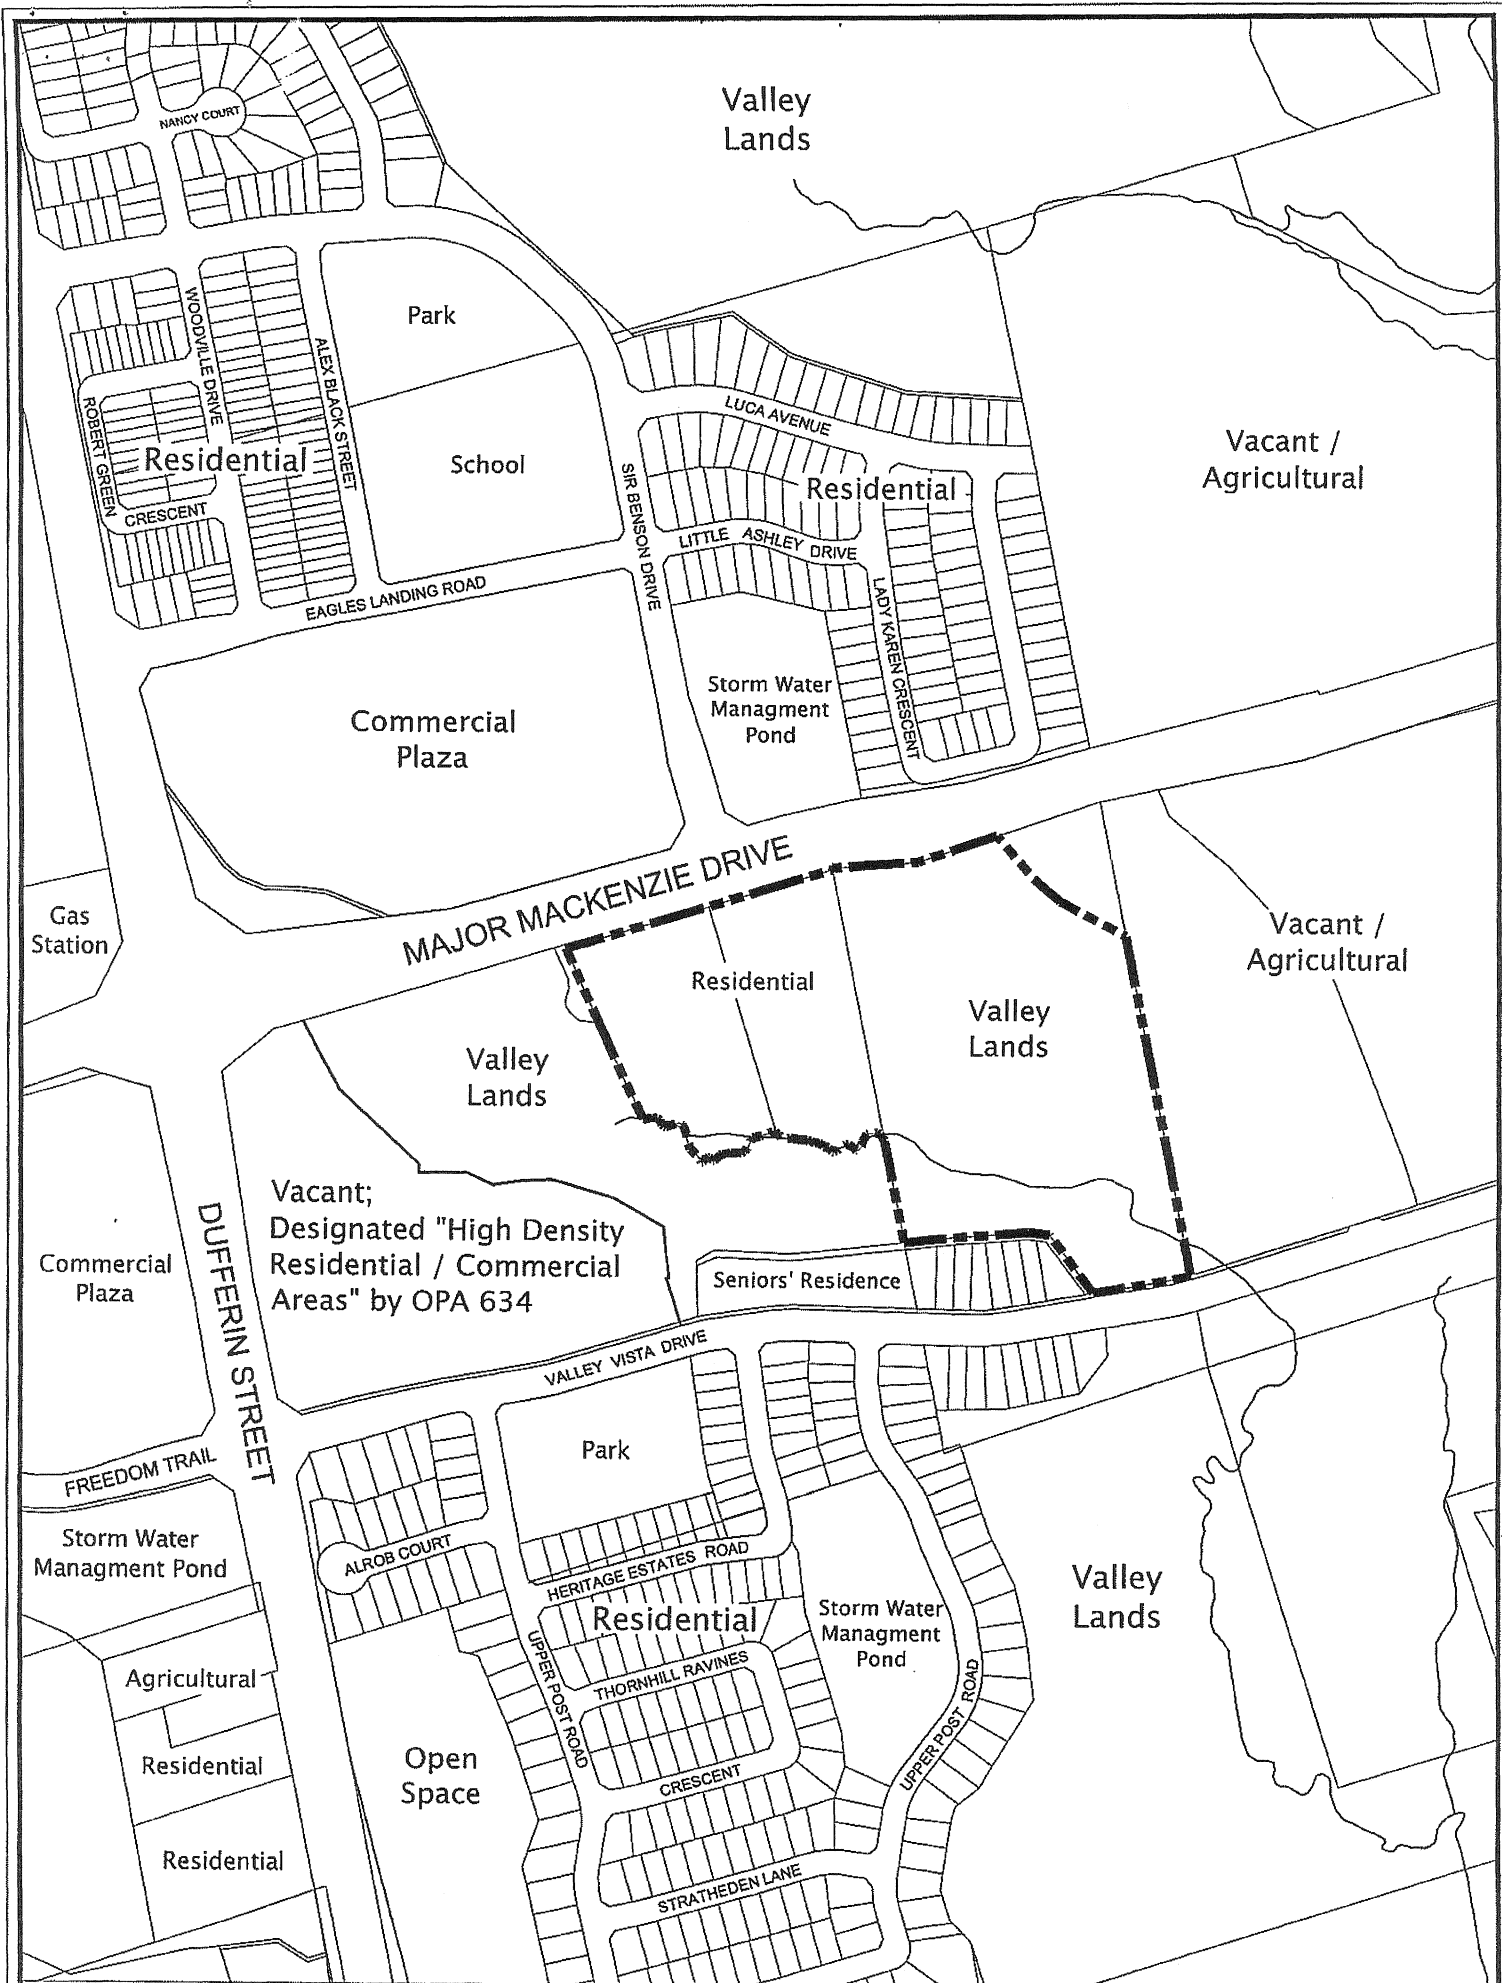 Valley
Lands
NANCY COURT
Park
WOODVILLE DRIVE
ALEX BLACK STREET
ROBERT GREEN
CRESCENT
Residential
School
LUCA AVENUE
Residential
Vacant /
Agricultural
SIR BENSON DRIVE
LITTLE ASHLEY DRIVE
LADY KAREN CRESCENT
EAGLES LANDING ROAD
Storm Water
Managment
Pond
Commercial
Plaza
MAJOR MACKENZIE DRIVE
Gas
Station
Residential
Valley
Lands
Vacant /
Agricultural
Valley
Lands
Vacant;
Designated "High Density
Residential / Commercial
Areas" by OPA 634
Commercial
Plaza
DUFFERIN STREET
Seniors' Residence
VALLEY VISTA DRIVE
FREEDOM TRAIL
Park
Storm Water
Managment Pond
ALROB COURT
HERITAGE ESTATES ROAD
Residential
UPPER POST ROAD
THORNHILL RAVINES
CRESCENT
Storm Water
Managment
Pond
UPPER POST ROAD
Valley
Lands
Agricultural
Residential
Open
Space
Residential
STRATHEDEN LANE